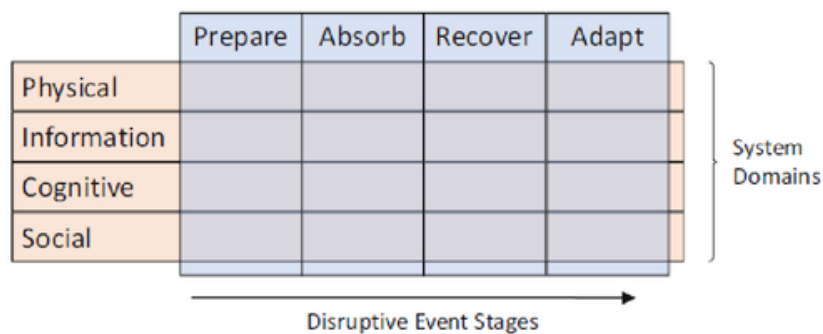 Prepare Absorb Recover Adapt
Physical
Information
Cognitive
Social
System
Domains
Disruptive Event Stages